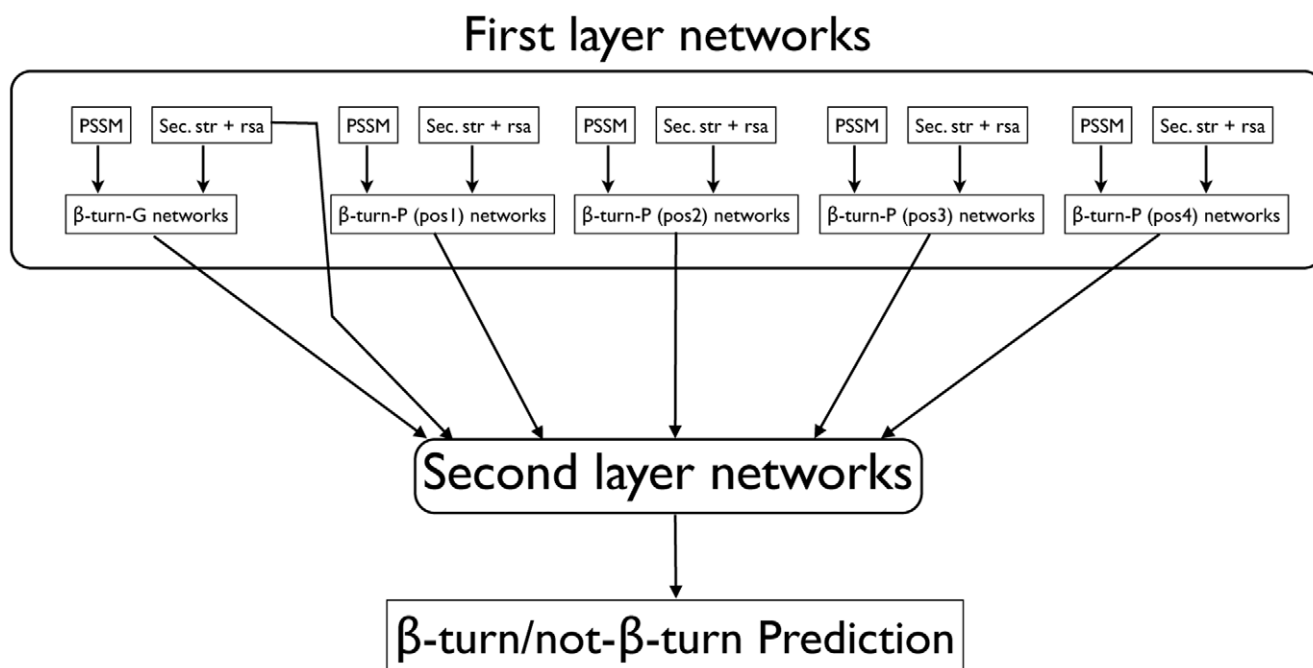 First layer networks
PSSM
Sec. str + rsa
PSSM
Sec. str + rsa
PSSM
Sec. str + rsa
PSSM
Sec. str + rsa
PSSM
Sec. str + rsa
β-turn-G networks
β-turn-P (pos1) networks
β-turn-P (pos2) networks
β-turn-P (pos3) networks
β-turn-P (pos4) networks
Second layer networks
β-turn/not-β-turn Prediction